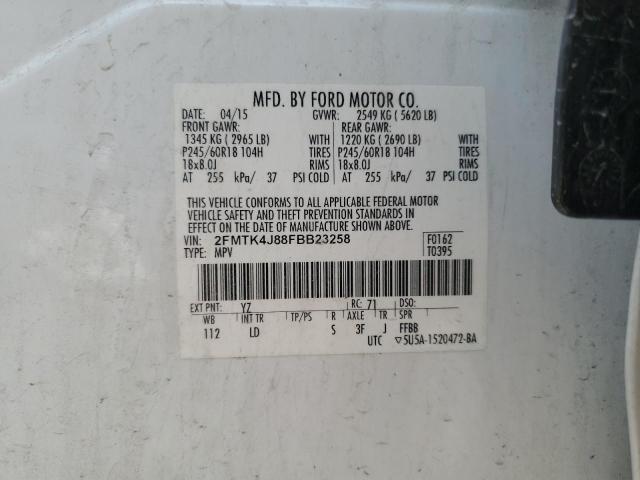 MFD. BY FORD MOTOR CO.
DATE: 04/15 GVWR: 2549 KG ( 5620 LB)
FRONT GAWR: REAR GAWR:
1345 KG ( 2965 LB) WITH 1220 KG ( 2690 LB) WITH
P245/60R18 104H TIRES P245/60R18 104H TIRES
18x8.0J RIMS 18x8.0J RIMS
AT 255 kPa/ 37 PSI COLD AT 255 kPa/ 37 PSI COLD
THIS VEHICLE CONFORMS TO ALL APPLICABLE FEDERAL MOTOR
VEHICLE SAFETY AND THEFT PREVENTION STANDARDS IN
EFFECT ON THE DATE OF MANUFACTURE SHOWN ABOVE.
VIN: 2FMTK4J88FBB23258 F0162
TYPE: MPV T0395
EXT PNT: YZ RC: 71 DSO:
WB INT TR TP/PS R AXLE TR SPR
112 LD S 3F J FFBB
UTC ▽5U5A-1520472-BA